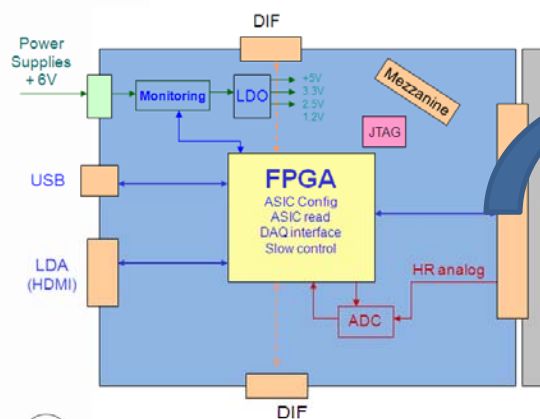 DIF
Power
Supplies
+ 6V
Monitoring
LDO
+5V
3.3V
2.5V
1.2V
Mezzanine
JTAG
USB
FPGA
ASIC Config
ASIC read
DAQ interface
Slow control
LDA
(HDMI)
HR analog
ADC
DIF